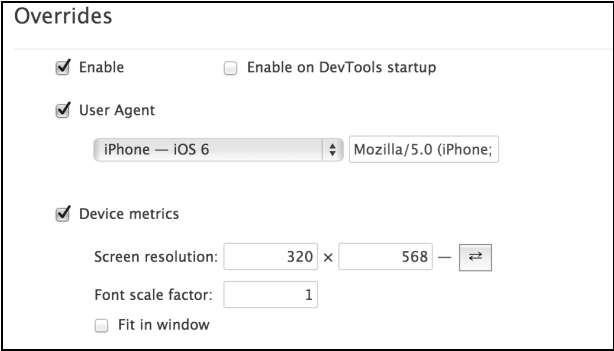 Overrides
Enable Enable on DevTools startup
User Agent
iPhone — iOS 6 Mozilla/5.0 (iPhone;
Device metrics
Screen resolution: 320 × 568 — ⇄
Font scale factor: 1
Fit in window